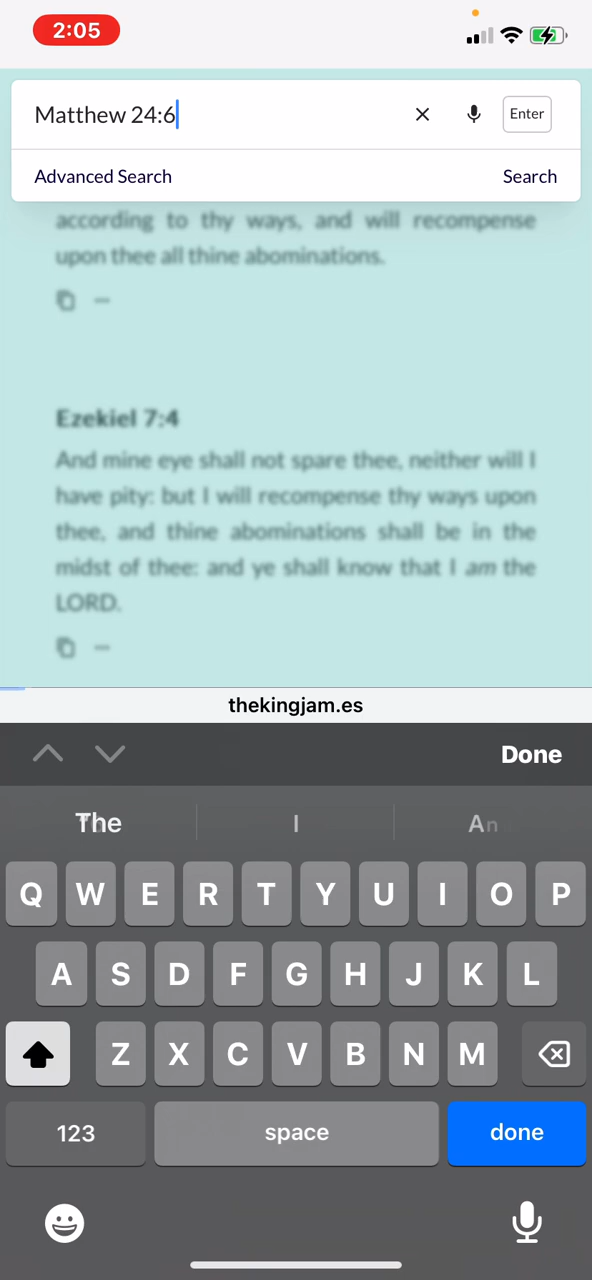 2:05
Matthew 24:6
Enter
Advanced Search
Search
according to thy ways, and will recompense
upon thee all thine abominations.
Ezekiel 7:4
And mine eye shall not spare thee, neither will I
have pity: but I will recompense thy ways upon
thee, and thine abominations shall be in the
midst of thee: and ye shall know that I am the
LORD.
thekingjam.es
Done
The I An
Q W E R T Y U I O P
A S D F G H J K L
Z X C V B N M
123 space done